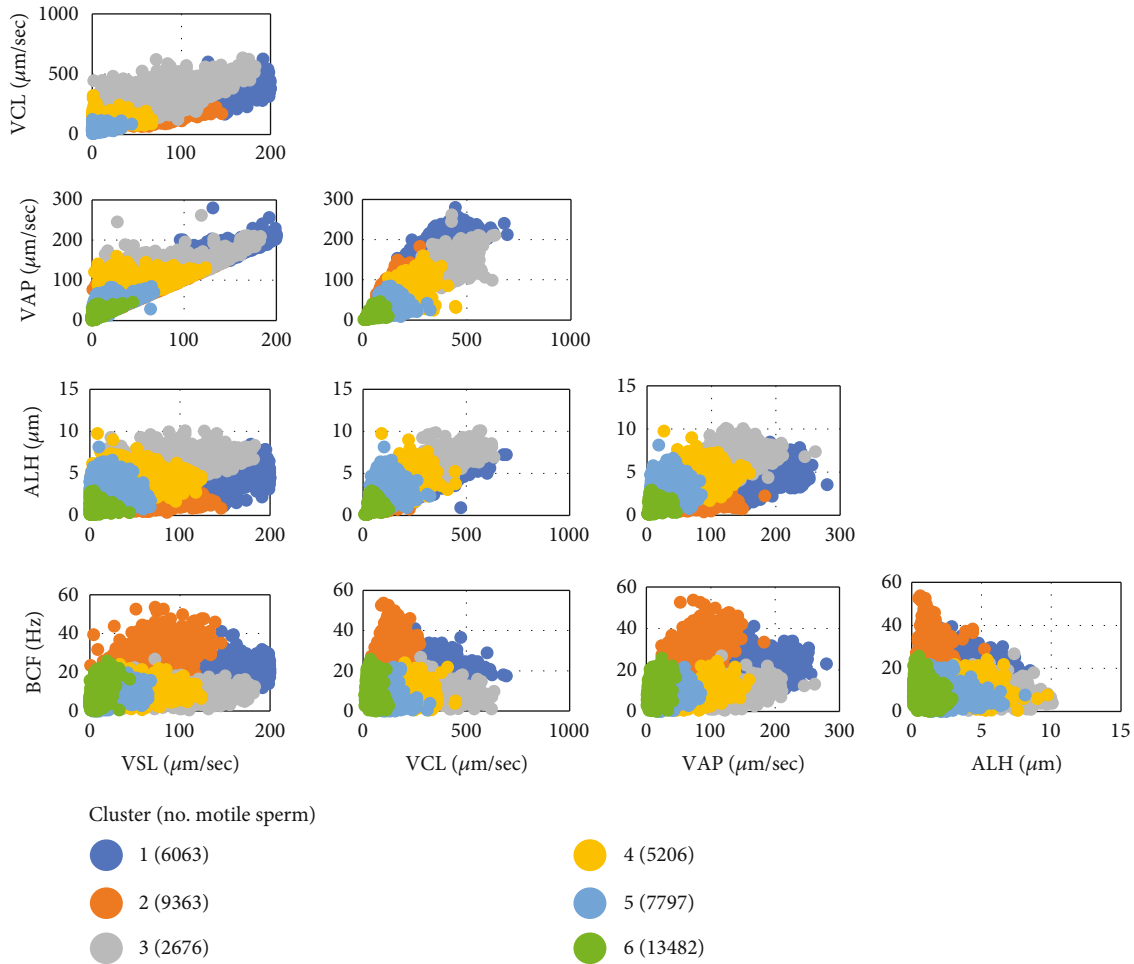 1000
VCL (μm/sec)
500
0
0 100 200
300 300
VAP (μm/sec)
200 200
100 100
0 0
0 100 200 0 500 1000
15 15 15
ALH (μm)
10 10 10
5 5 5
0 0 0
0 100 200 0 500 1000 0 100 200 300
60 60 60 60
BCF (Hz)
40 40 40 40
20 20 20 20
0 0 0 0
0 100 200 0 500 1000 0 100 200 300 0 5 10 15
VSL (μm/sec) VCL (μm/sec) VAP (μm/sec) ALH (μm)
Cluster (no. motile sperm)
1 (6063) 4 (5206)
2 (9363) 5 (7797)
3 (2676) 6 (13482)